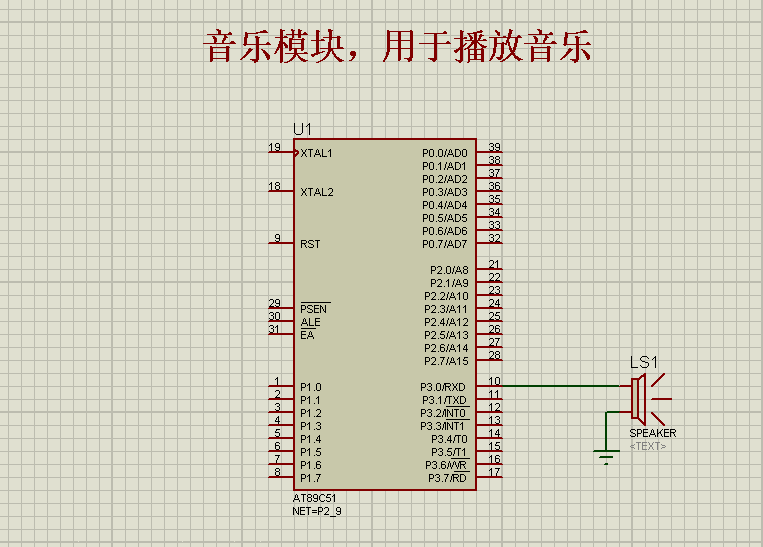 音乐模块，用于播放音乐
U1
19 XTAL1 P0.0/AD0 39
P0.1/AD1 38
P0.2/AD2 37
18 XTAL2 P0.3/AD3 36
P0.4/AD4 35
P0.5/AD5 34
P0.6/AD6 33
9 RST P0.7/AD7 32
P2.0/A8 21
P2.1/A9 22
P2.2/A10 23
29 PSEN P2.3/A11 24
30 ALE P2.4/A12 25
31 EA P2.5/A13 26
P2.6/A14 27
P2.7/A15 28
1 P1.0 P3.0/RXD 10
2 P1.1 P3.1/TXD 11
3 P1.2 P3.2/INT0 12
4 P1.3 P3.3/INT1 13
5 P1.4 P3.4/T0 14
6 P1.5 P3.5/T1 15
7 P1.6 P3.6/WR 16
8 P1.7 P3.7/RD 17
AT89C51
NET=P2_9
LS1
SPEAKER
<TEXT>